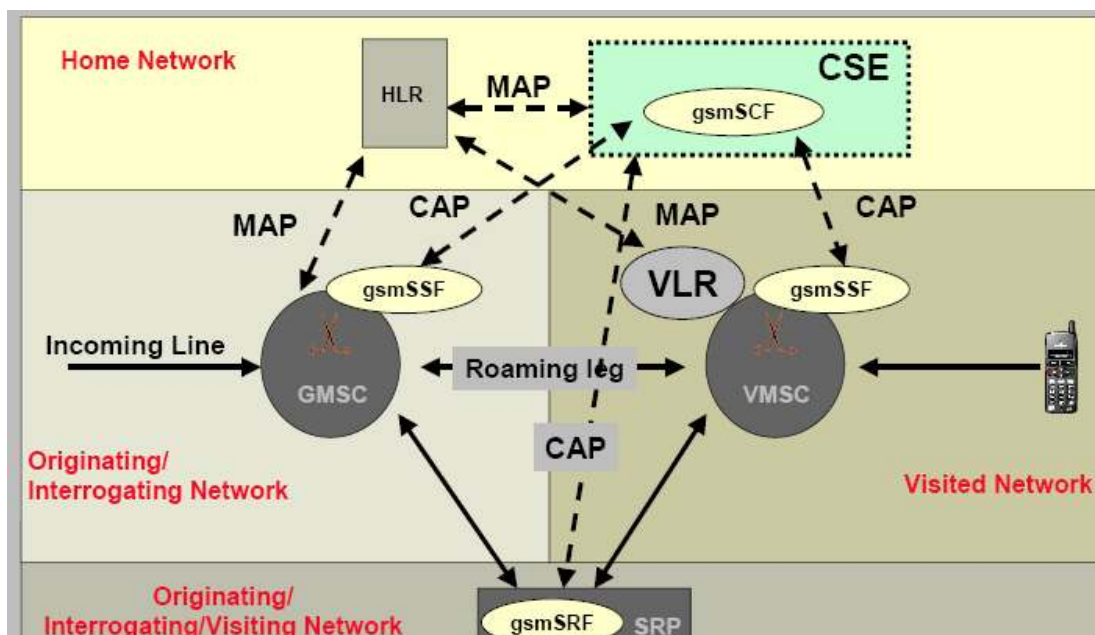 Home Network
HLR
MAP
CSE
gsmSCF
MAP
CAP
MAP
CAP
gsmSSF
VLR
gsmSSF
Incoming Line
GMSC
Roaming leg
VMSC
CAP
Originating/
Interrogating Network
Visited Network
Originating/
Interrogating/Visiting Network
gsmSRF
SRP